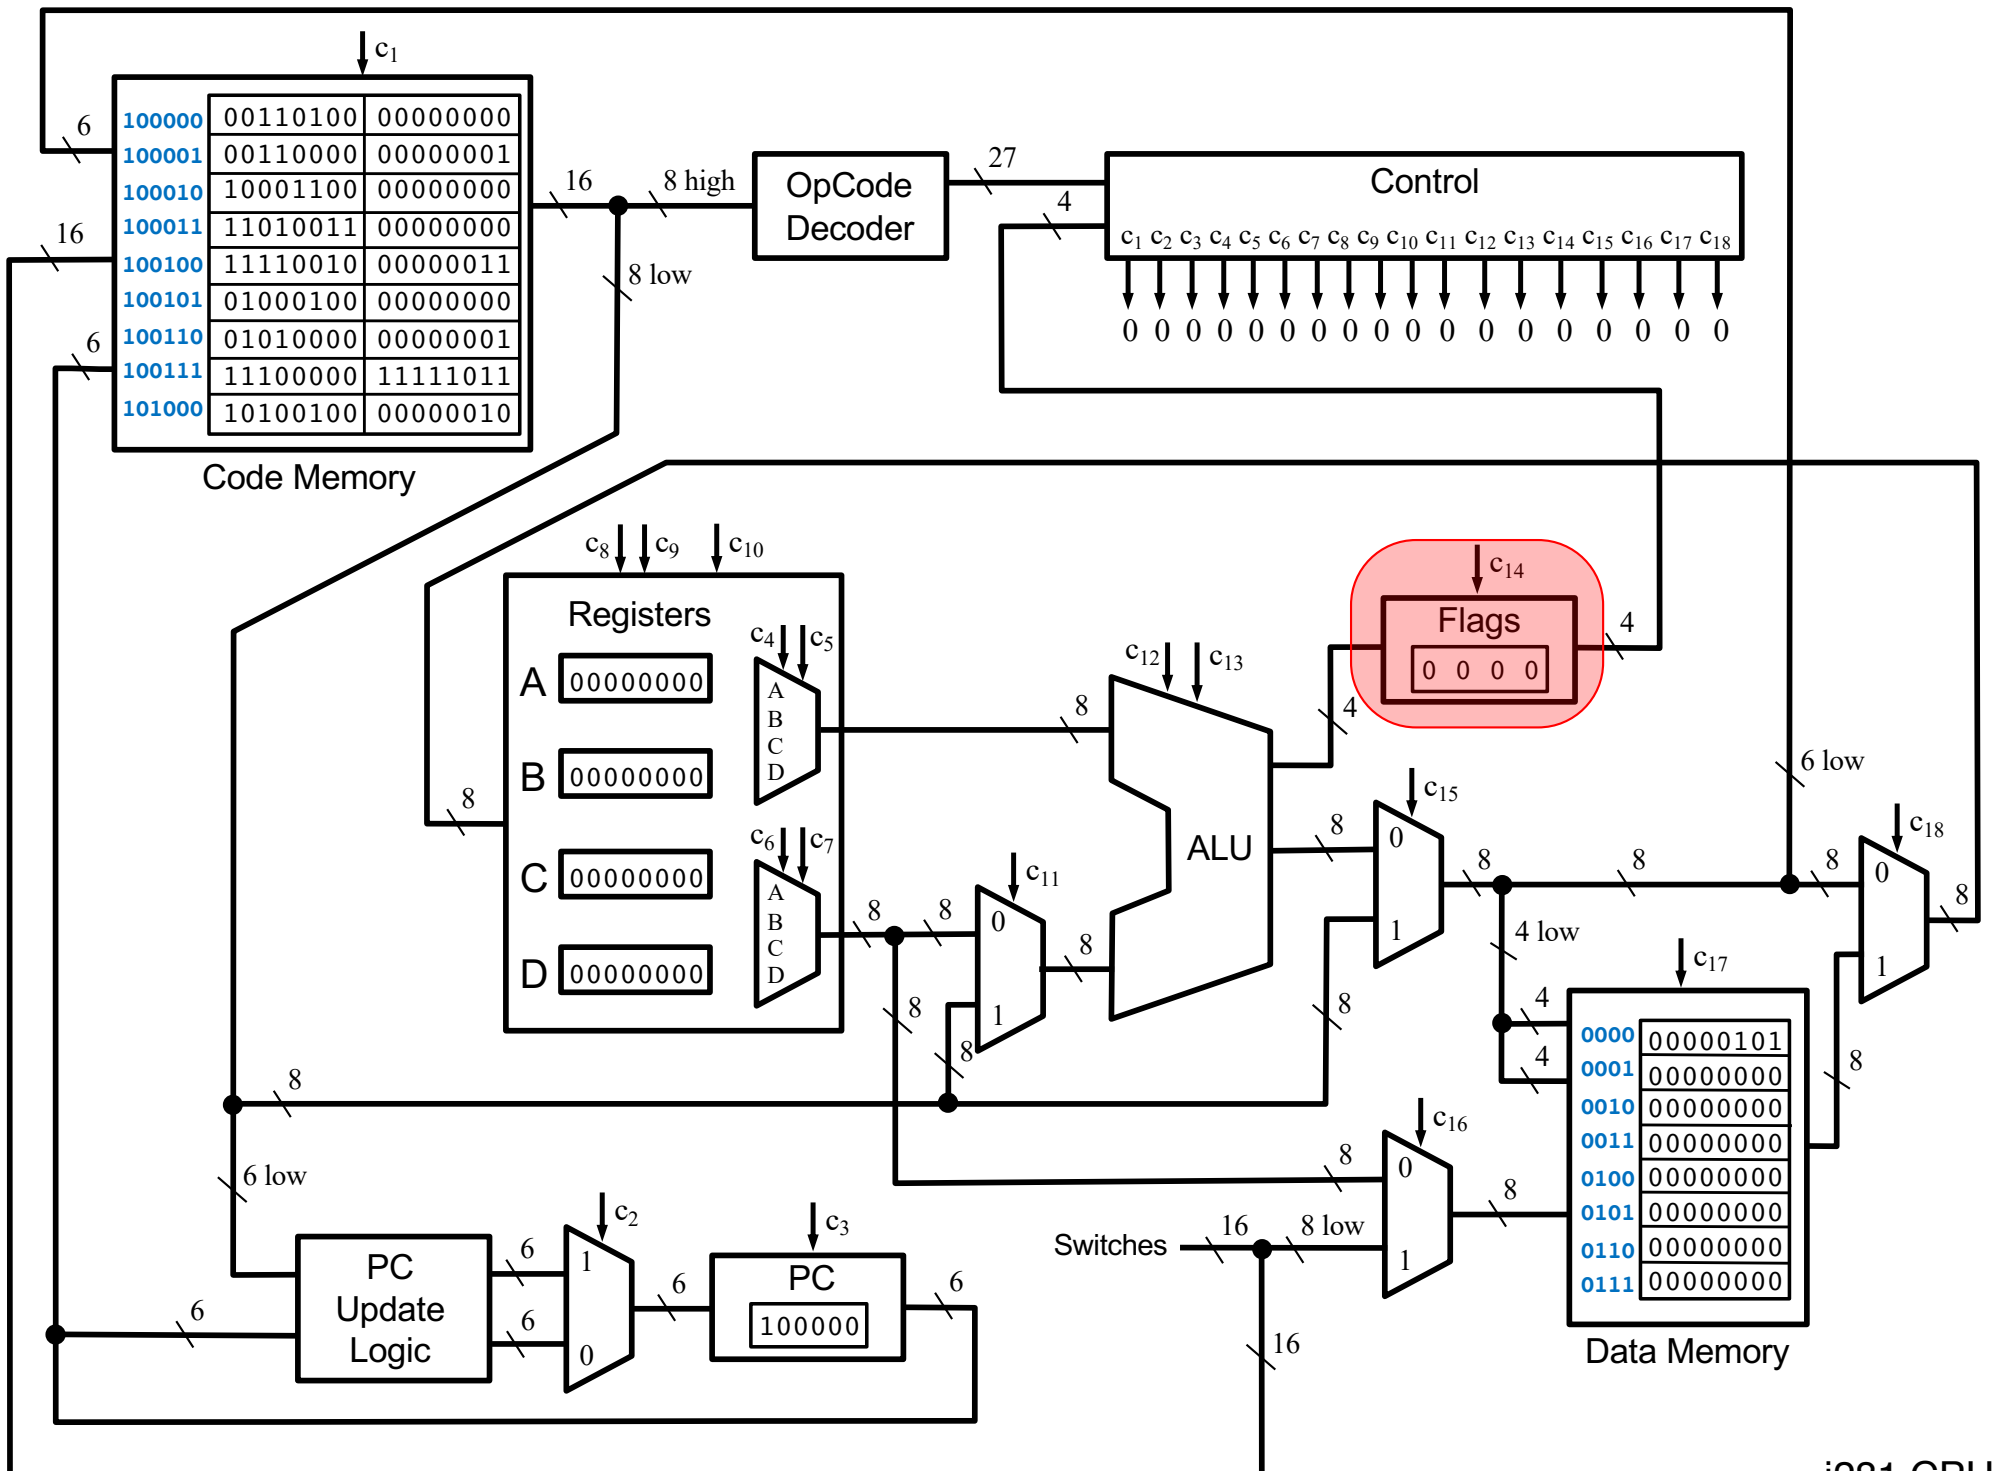 c1
6
16
6
100000 00110100 00000000
100001 00110000 00000001
100010 10001100 00000000
100011 11010011 00000000
100100 11110010 00000011
100101 01000100 00000000
100110 01010000 00000001
100111 11100000 11111011
101000 10100100 00000010
Code Memory
16
8 high
8 low
OpCode
Decoder
27
4
Control
c1 c2 c3 c4 c5 c6 c7 c8 c9 c10 c11 c12 c13 c14 c15 c16 c17 c18
0 0 0 0 0 0 0 0 0 0 0 0 0 0 0 0 0 0
c8 c9 c10
8
Registers
A 00000000
B 00000000
C 00000000
D 00000000
c4 c5
A
B
C
D
c6 c7
A
B
C
D
8
8
8
8
c11
0
1
8
8
c12 c13
ALU
c14
Flags
0 0 0 0
4
4
8
c15
0
1
8
8
8
6 low
8
c18
0
1
8
4 low
4
4
c17
0000 00000101
0001 00000000
0010 00000000
0011 00000000
0100 00000000
0101 00000000
0110 00000000
0111 00000000
Data Memory
8
8
6 low
6
PC
Update
Logic
6
6
c2
1
0
6
c3
PC
100000
6
Switches
16
8 low
16
8
c16
0
1
8